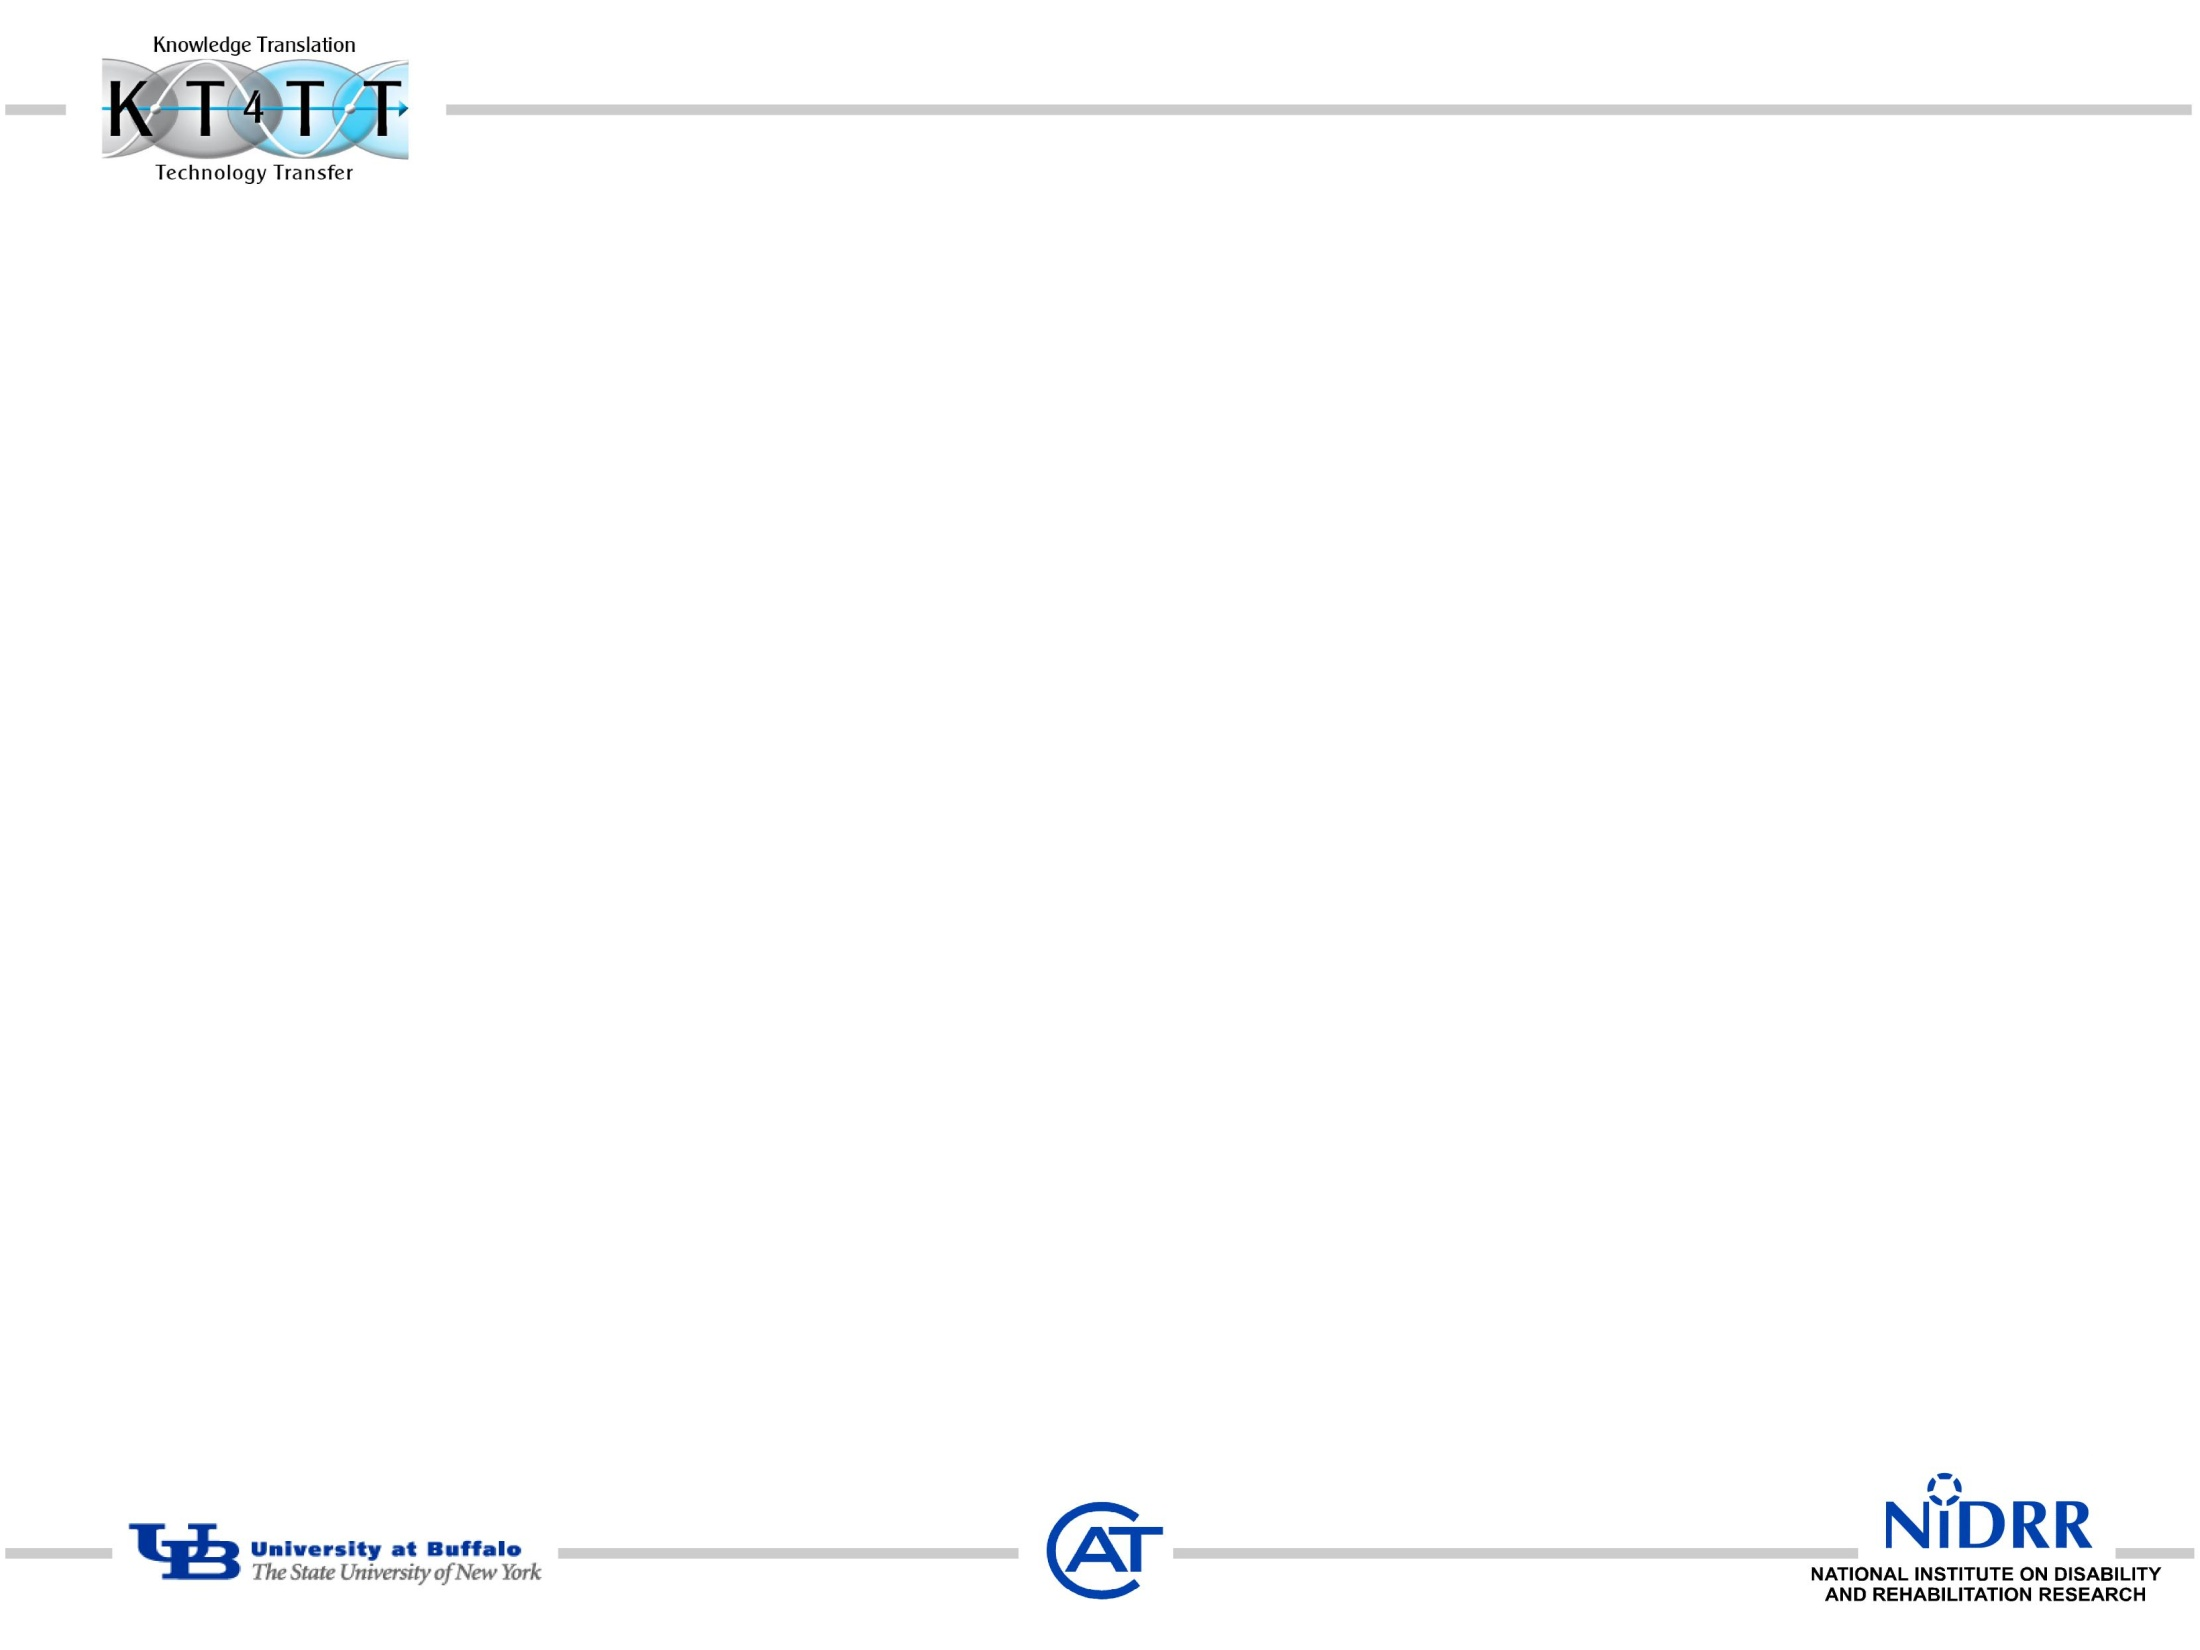 Knowledge Translation
KT4TT
Technology Transfer
UB University at Buffalo
The State University of New York
CAT
NiDRR
NATIONAL INSTITUTE ON DISABILITY
AND REHABILITATION RESEARCH